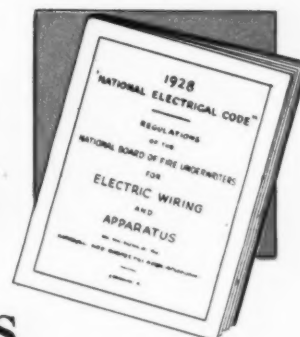 1928
"NATIONAL ELECTRICAL CODE"
REGULATIONS
OF THE
NATIONAL BOARD OF FIRE UNDERWRITERS
FOR
ELECTRIC WIRING
AND
APPARATUS
s